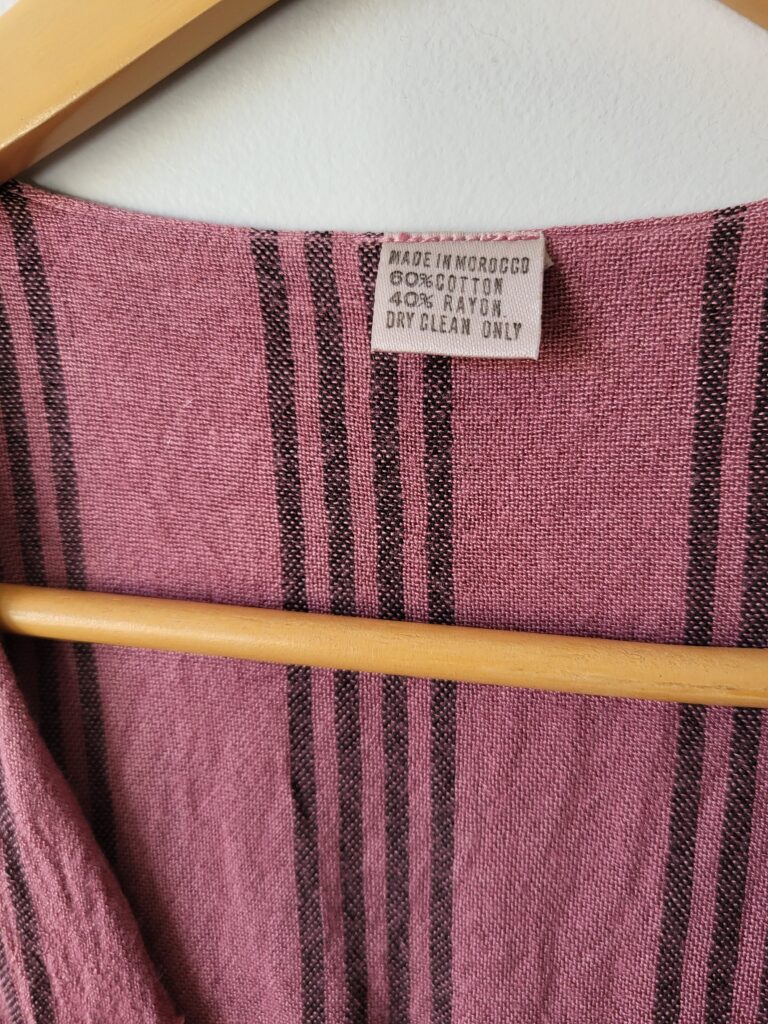 MADE IN MOROCCO
60% COTTON
40% RAYON.
DRY CLEAN ONLY